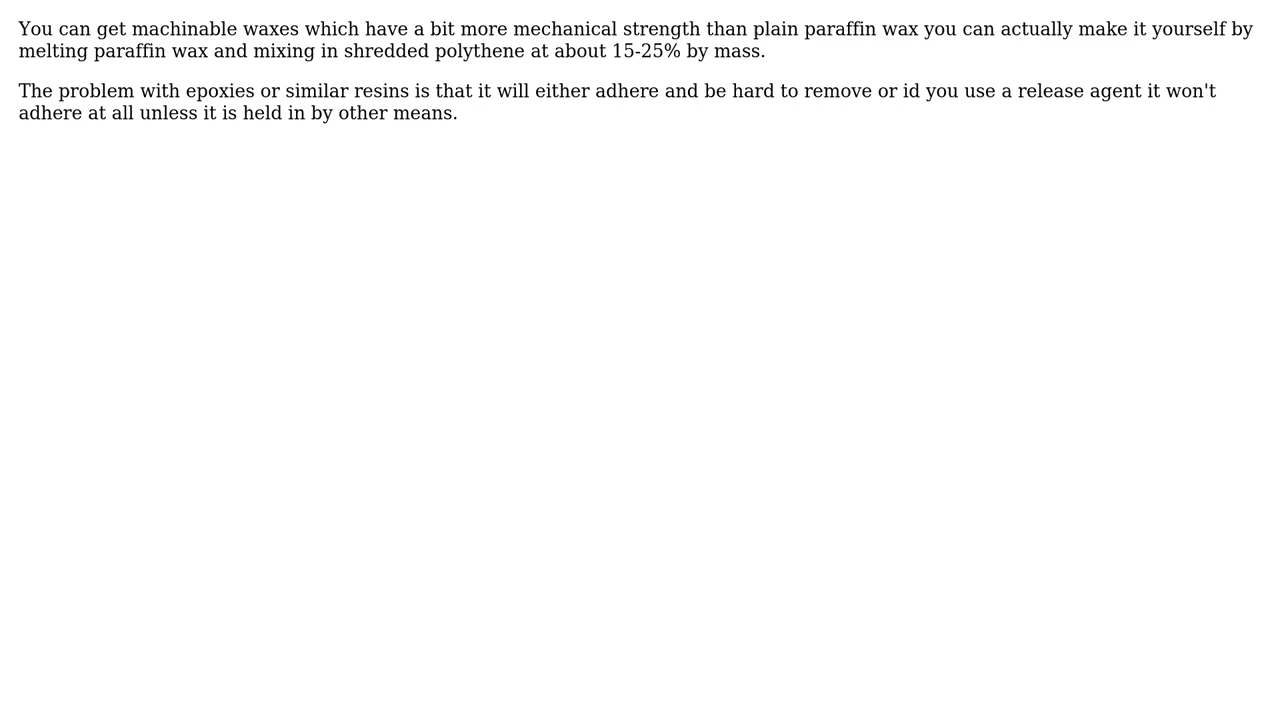 You can get machinable waxes which have a bit more mechanical strength than plain paraffin wax you can actually make it yourself by
melting paraffin wax and mixing in shredded polythene at about 15-25% by mass.
The problem with epoxies or similar resins is that it will either adhere and be hard to remove or id you use a release agent it won't
adhere at all unless it is held in by other means.